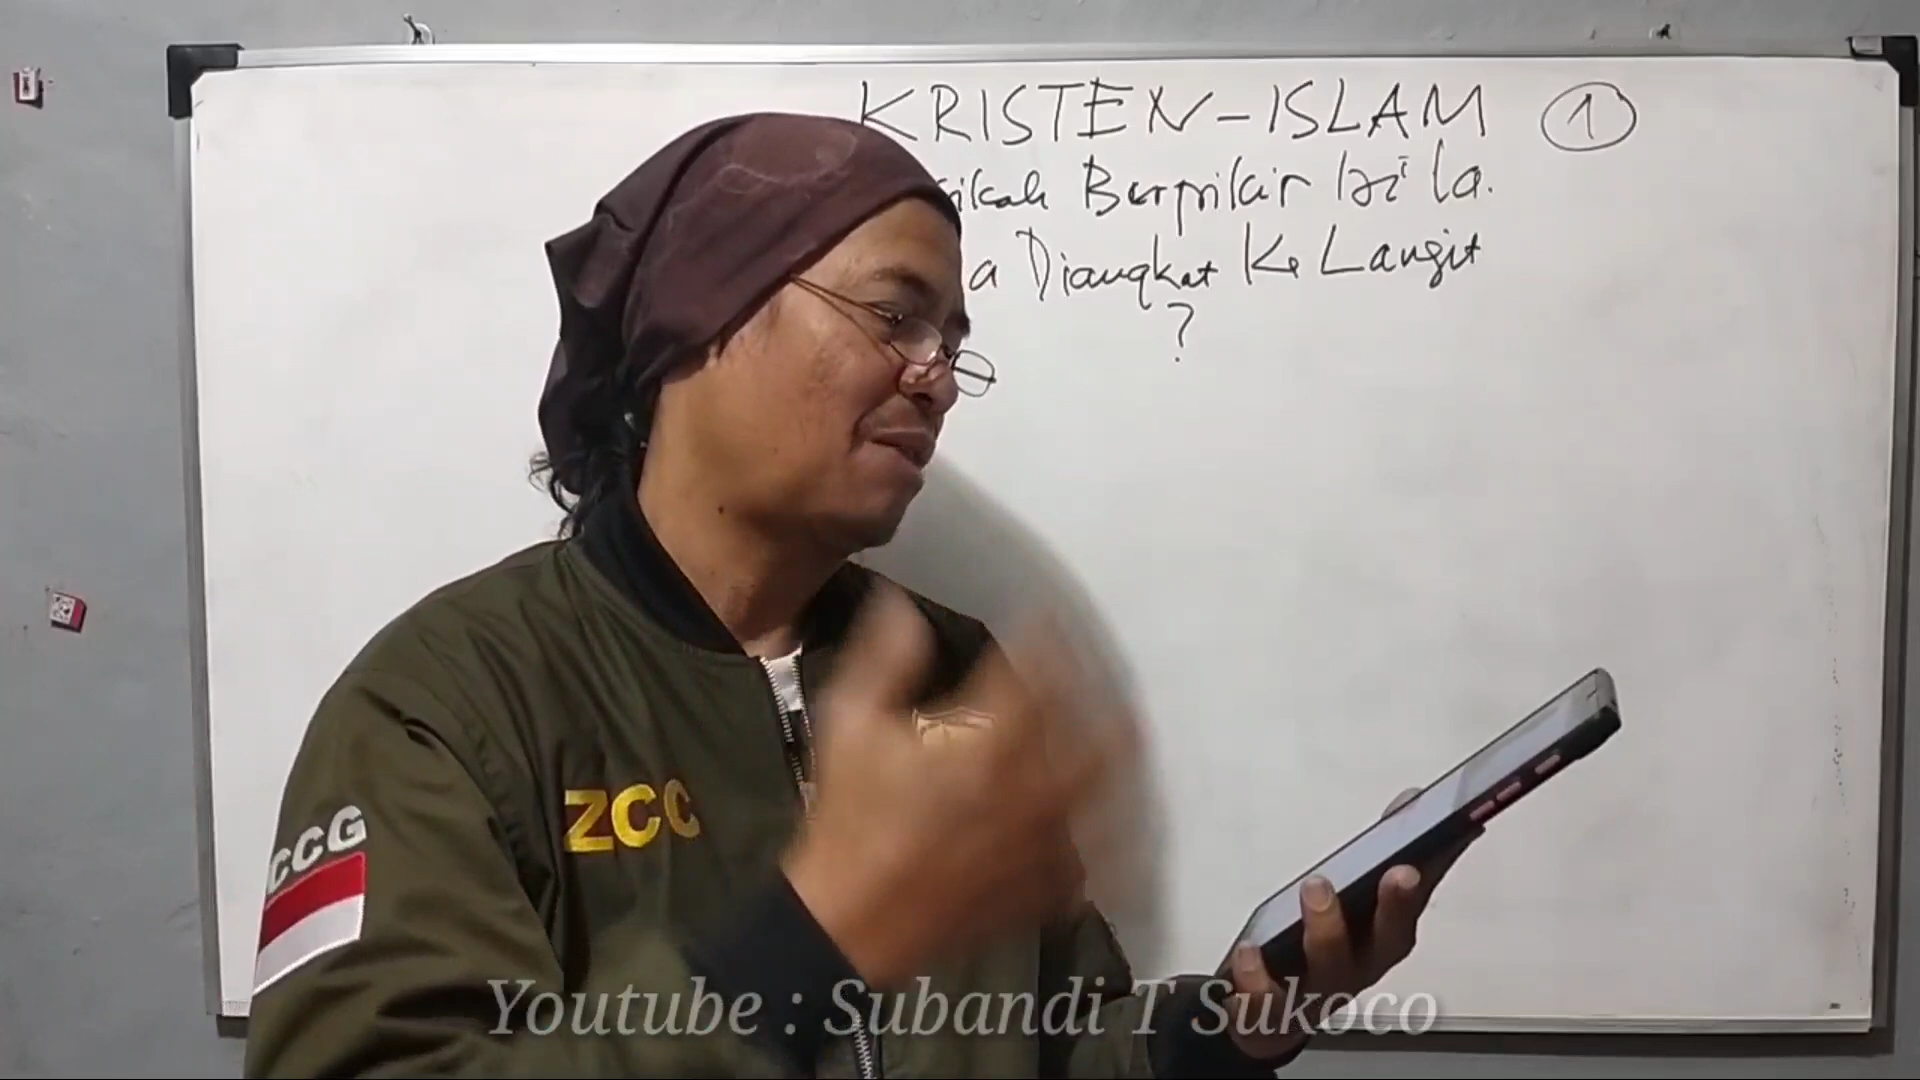 KRISTEN-ISLAM 1
Berpikir bila.
a Diangkat Ke Langit
?
ZCC
CCG
Youtube : Subandi T Sukoco